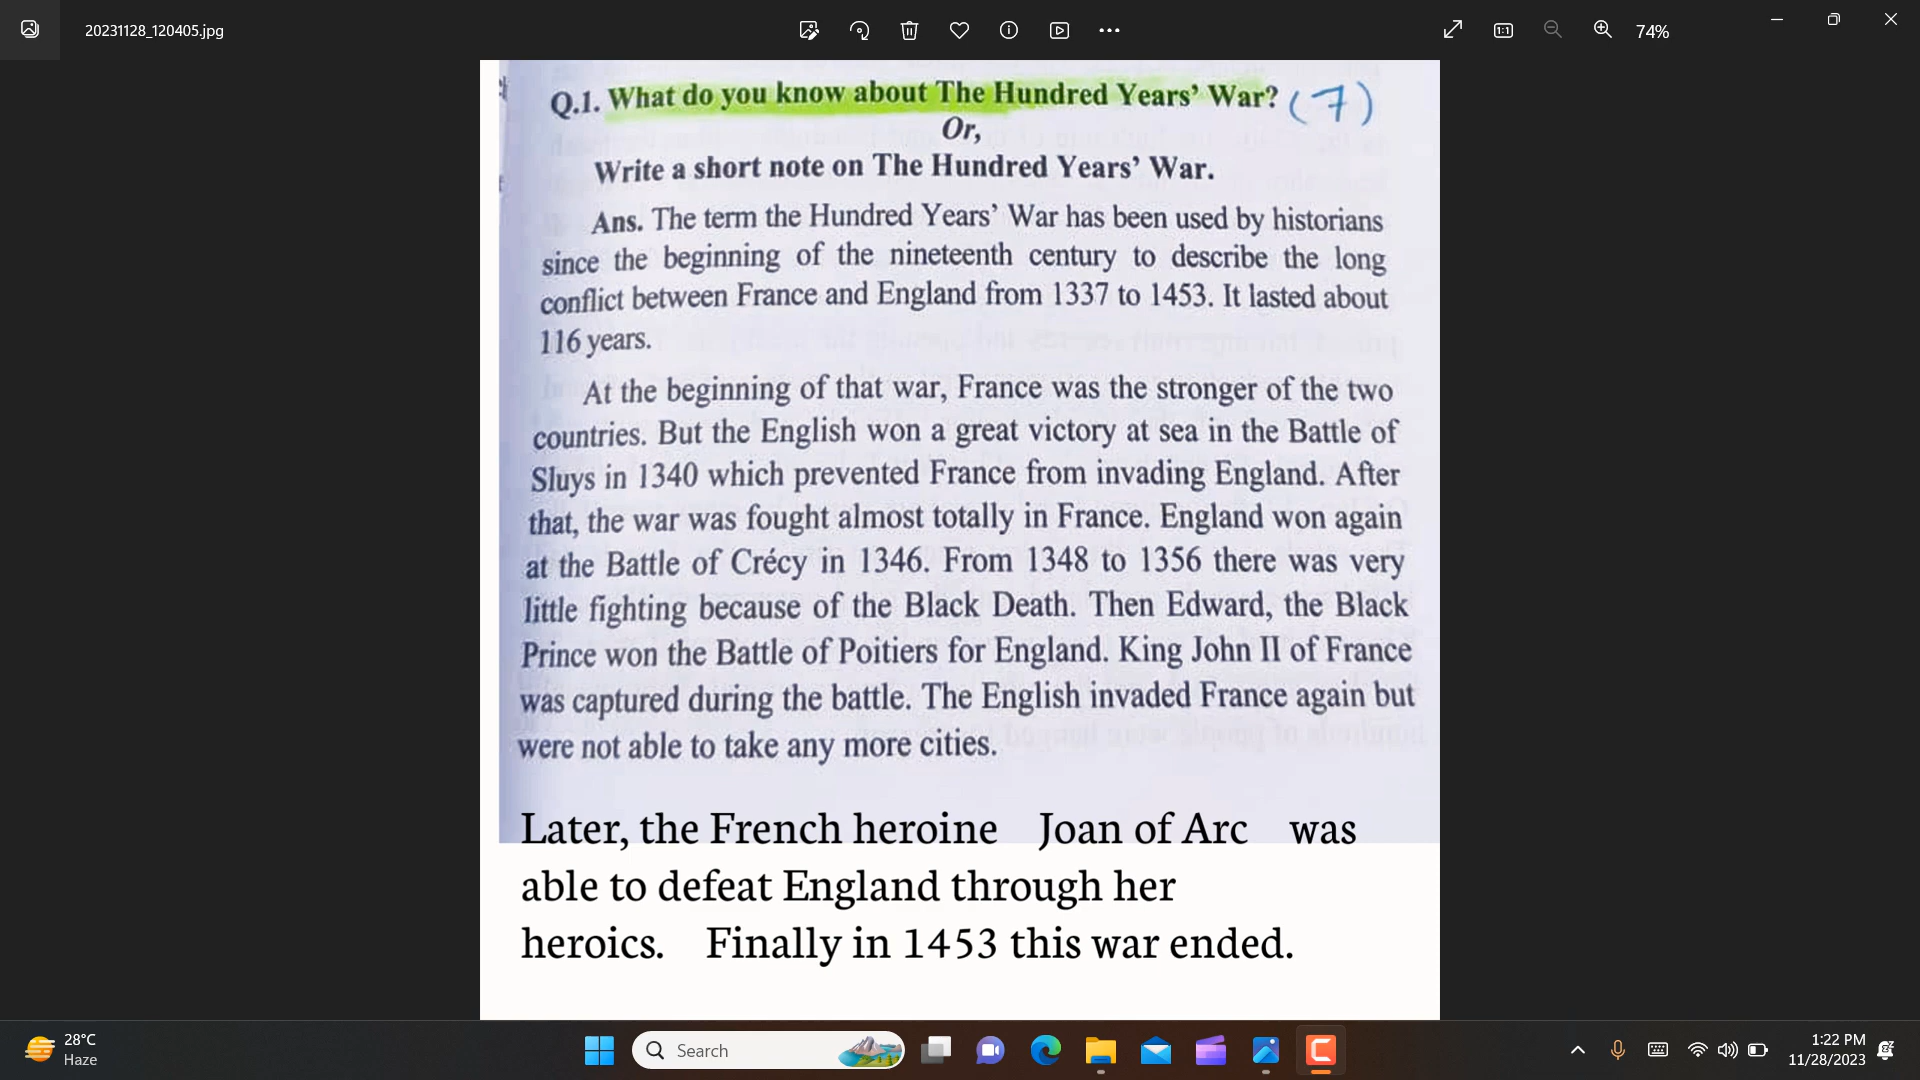 20231128_120405.jpg
74%
Q.1. What do you know about The Hundred Years' War? (7)
Or,
Write a short note on The Hundred Years' War.
Ans. The term the Hundred Years' War has been used by historians
since the beginning of the nineteenth century to describe the long
conflict between France and England from 1337 to 1453. It lasted about
116 years.
At the beginning of that war, France was the stronger of the two
countries. But the English won a great victory at sea in the Battle of
Sluys in 1340 which prevented France from invading England. After
that, the war was fought almost totally in France. England won again
at the Battle of Crécy in 1346. From 1348 to 1356 there was very
little fighting because of the Black Death. Then Edward, the Black
Prince won the Battle of Poitiers for England. King John II of France
was captured during the battle. The English invaded France again but
were not able to take any more cities.
Later, the French heroine Joan of Arc was
able to defeat England through her
heroics. Finally in 1453 this war ended.
28°C
Haze
Search
1:22 PM
11/28/2023